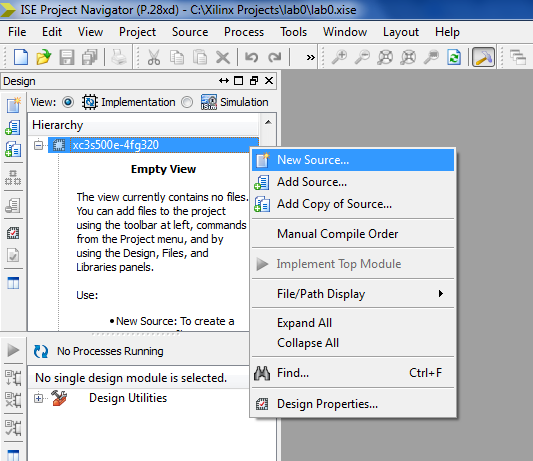 ISE Project Navigator (P.28xd) - C:\Xilinx Projects\lab0\lab0.xise
File Edit View Project Source Process Tools Window Layout Help
Design
View: Implementation Simulation
Hierarchy
xc3s500e-4fg320
Empty View
The view currently contains no files.
You can add files to the project
using the toolbar at left, commands
from the Project menu, and by
using the Design, Files, and
Libraries panels.
Use:
•New Source: To create a
New Source...
Add Source...
Add Copy of Source...
Manual Compile Order
Implement Top Module
File/Path Display
Expand All
Collapse All
Find... Ctrl+F
Design Properties...
No Processes Running
No single design module is selected.
Design Utilities